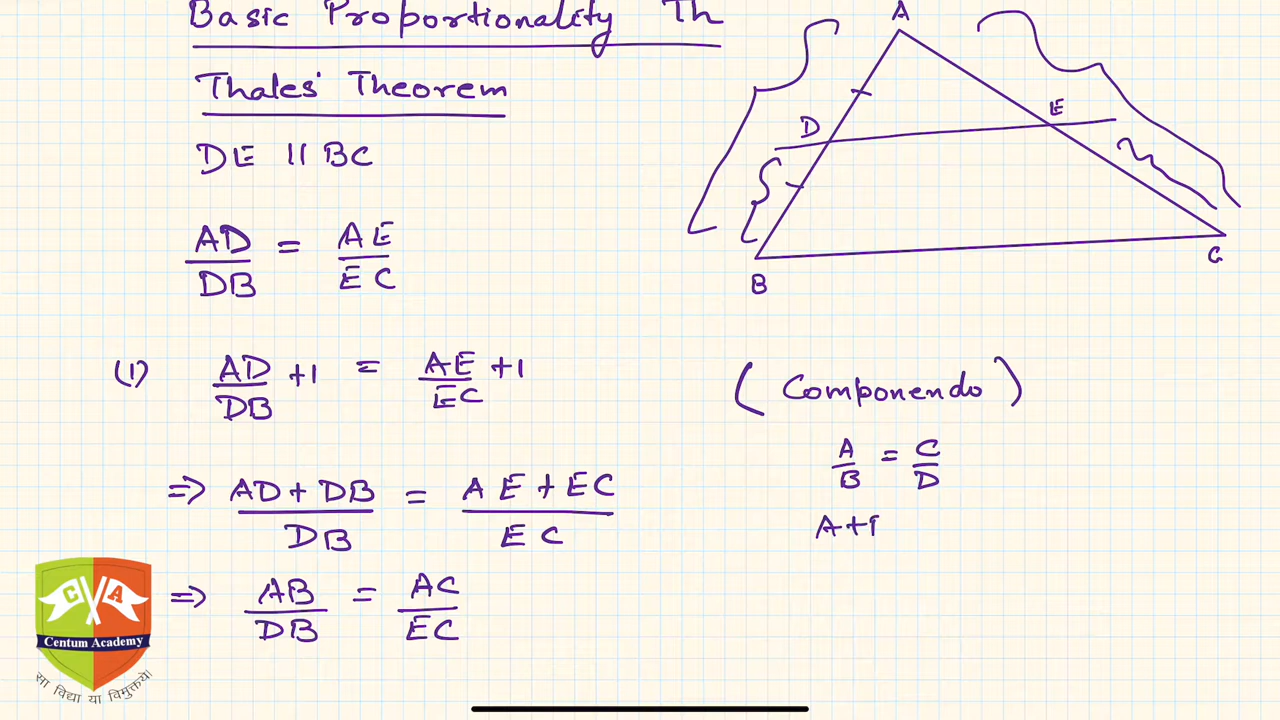 Basic Proportionality Th
Thales' Theorem
DE || BC
AD/DB = AE/EC
(1) AD/DB +1 = AE/EC +1
=> AD + DB/DB = AE + EC/EC
=> AB/DB = AC/EC
A
D
E
B
C
(Componendo)
A/B = C/D
C A
Centum Academy
सा विद्या या विमुक्तये।